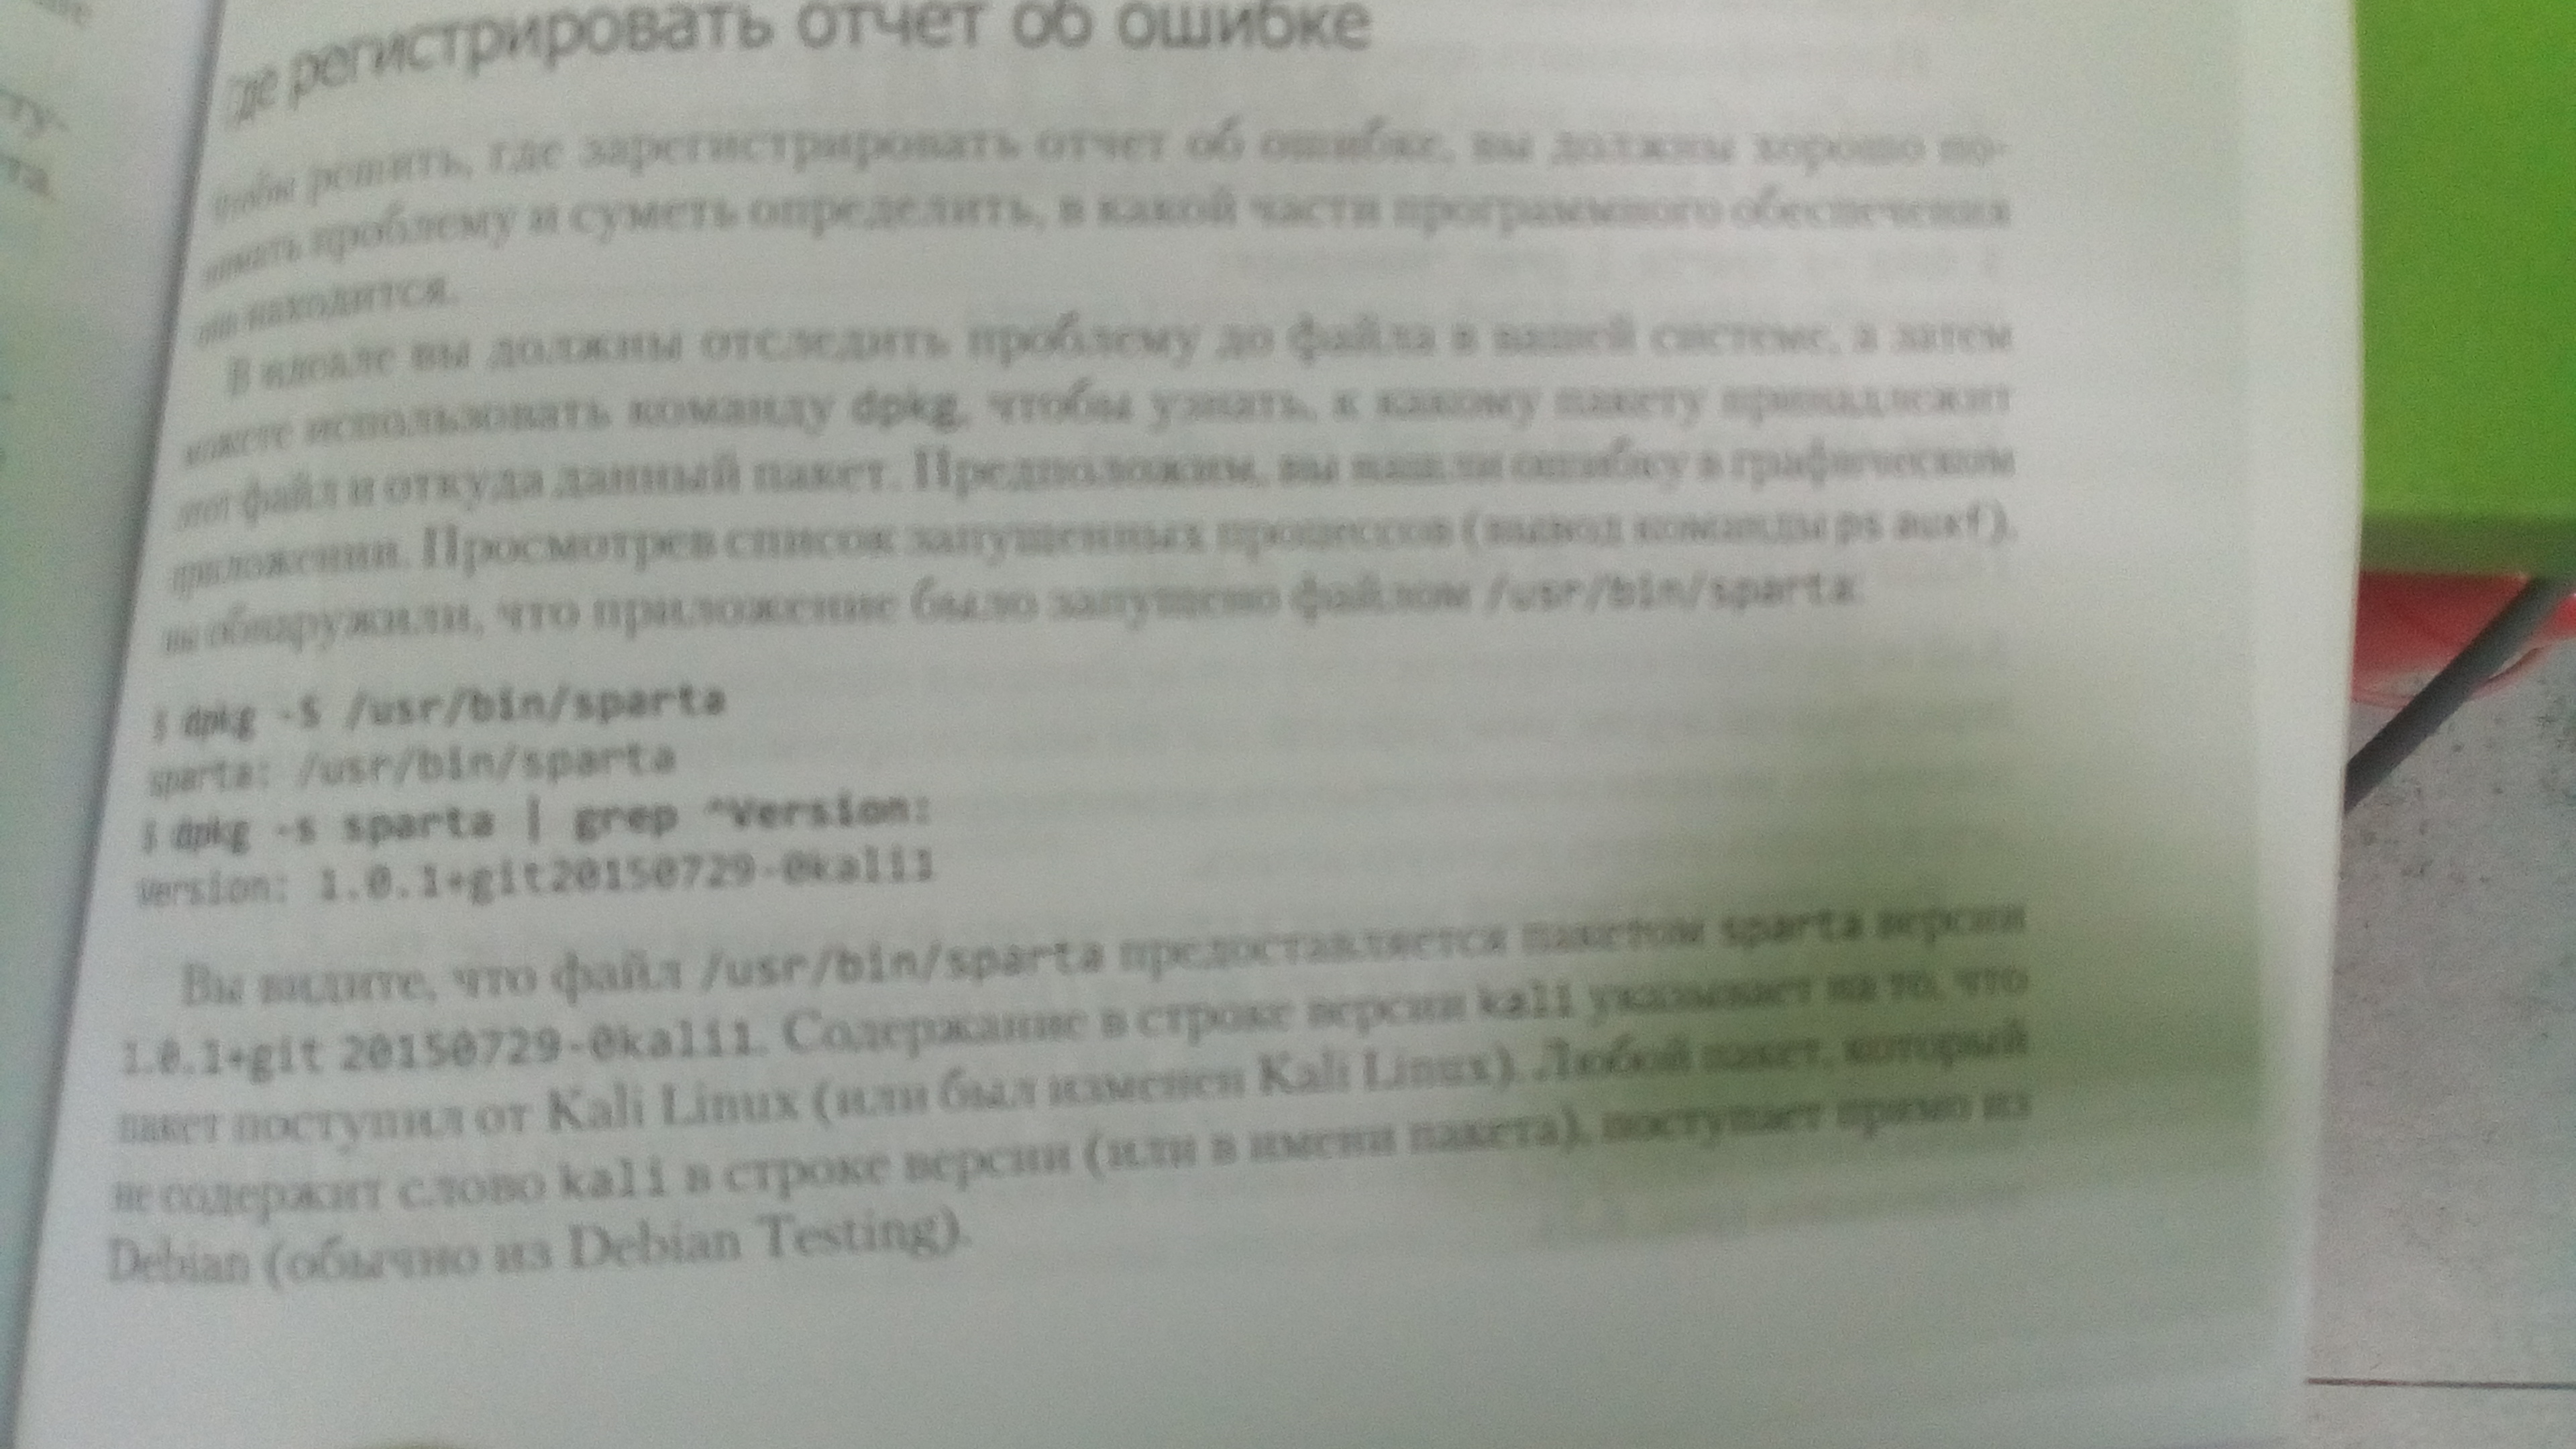 Где регистрировать отчет об ошибке
Чтобы решить, где зарегистрировать отчет об ошибке, вы должны хорошо по-
нимать проблему и суметь определить, в какой части программного обеспечения
она находится.
В идеале вы должны отследить проблему до файла в вашей системе, а затем
можете использовать команду dpkg, чтобы узнать, к какому пакету принадлежит
этот файл и откуда данный пакет. Предположим, вы нашли ошибку в графическом
приложении. Просмотрев список запущенных процессов (вывод команды ps auxf),
вы обнаружили, что приложение было запущено файлом /usr/bin/sparta:
$ dpkg -S /usr/bin/sparta
sparta: /usr/bin/sparta
$ dpkg -s sparta | grep ^Version:
Version: 1.0.1+git20150729-0kali1
Вы видите, что файл /usr/bin/sparta предоставляется пакетом sparta версии
1.0.1+git 20150729-0kali1. Содержание в строке версии kali указывает на то, что
пакет поступил от Kali Linux (или был изменен Kali Linux). Любой пакет, который
не содержит слово kali в строке версии (или в имени пакета), поступает прямо из
Debian (обычно из Debian Testing).